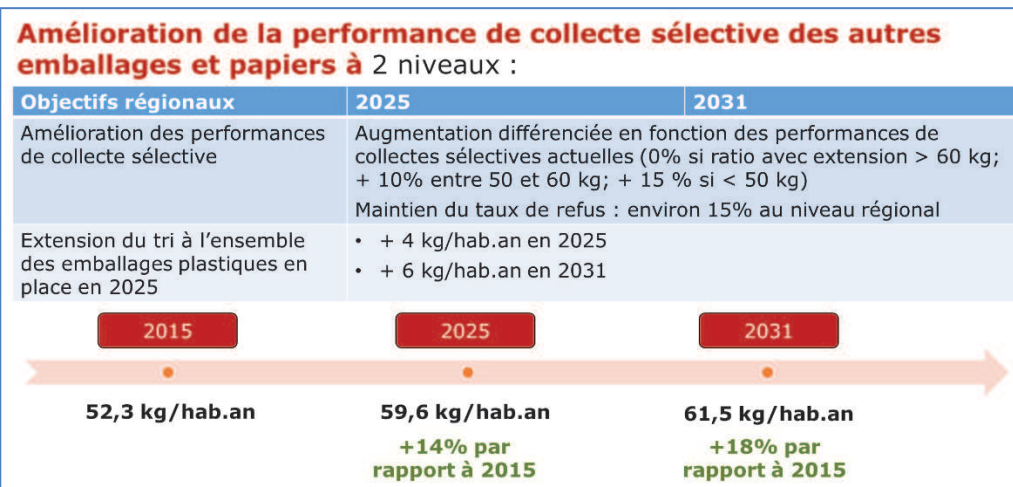 Amélioration de la performance de collecte sélective des autres
emballages et papiers à 2 niveaux :
Objectifs régionaux 2025 2031
Amélioration des performances
de collecte sélective
Augmentation différenciée en fonction des performances de
collectes sélectives actuelles (0% si ratio avec extension > 60 kg;
+ 10% entre 50 et 60 kg; + 15 % si < 50 kg)
Maintien du taux de refus : environ 15% au niveau régional
Extension du tri à l'ensemble
des emballages plastiques en
place en 2025
• + 4 kg/hab.an en 2025
• + 6 kg/hab.an en 2031
2015 2025 2031
52,3 kg/hab.an 59,6 kg/hab.an 61,5 kg/hab.an
+14% par
rapport à 2015
+18% par
rapport à 2015